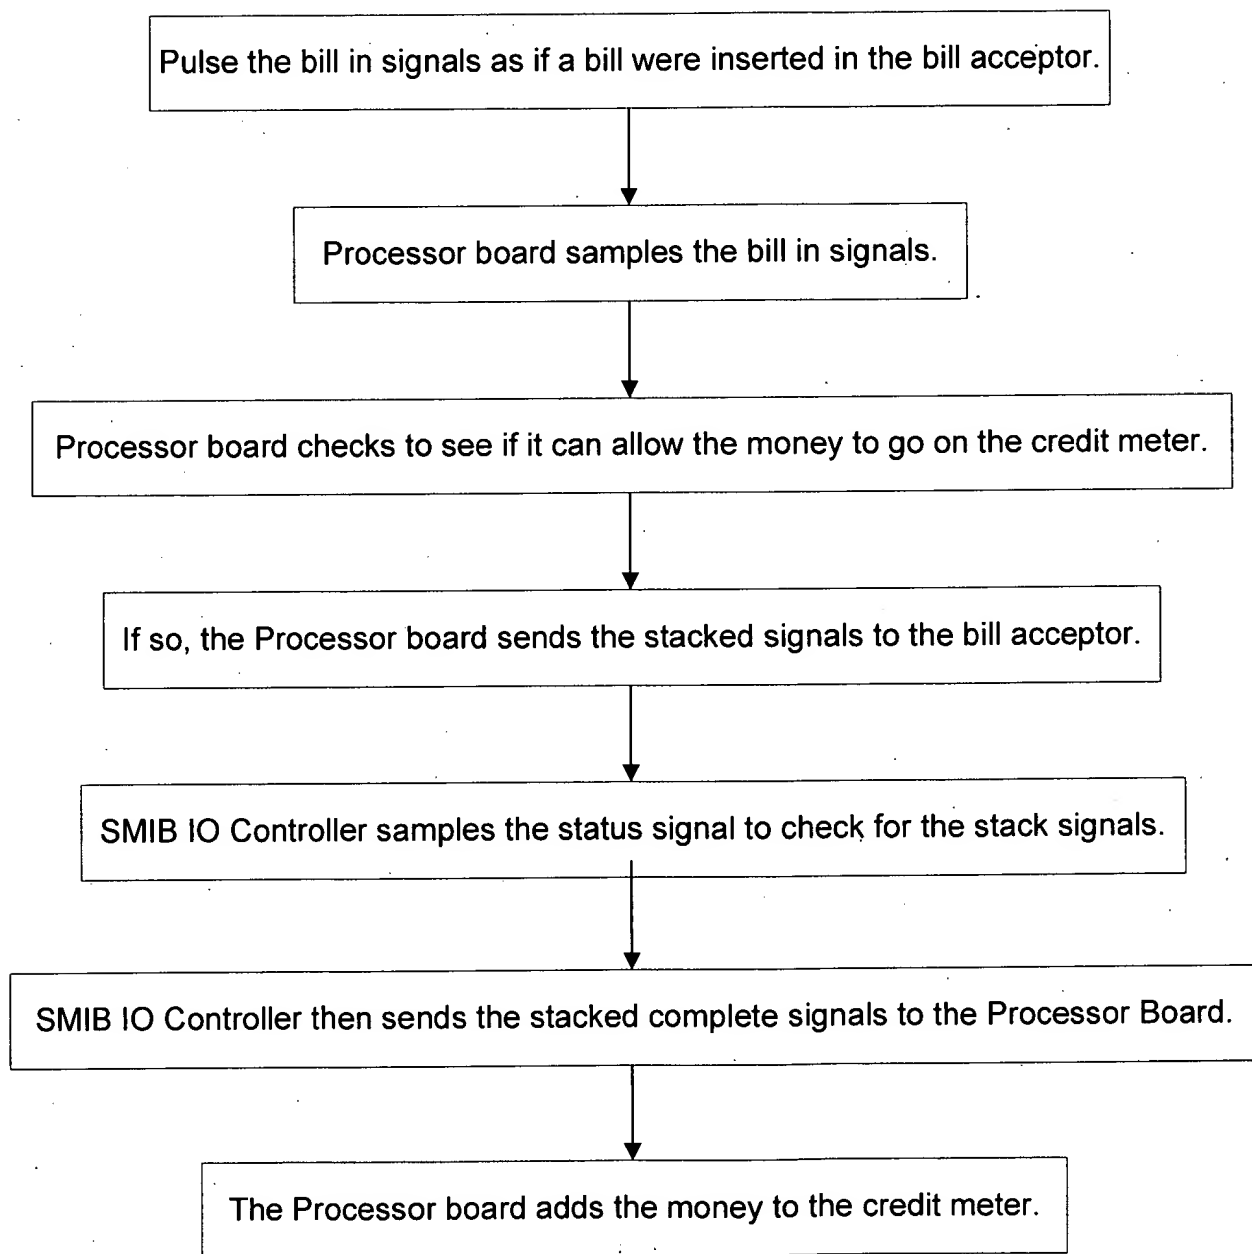 Pulse the bill in signals as if a bill were inserted in the bill acceptor.
Processor board samples the bill in signals.
Processor board checks to see if it can allow the money to go on the credit meter.
If so, the Processor board sends the stacked signals to the bill acceptor.
SMIB IO Controller samples the status signal to check for the stack signals.
SMIB IO Controller then sends the stacked complete signals to the Processor Board.
The Processor board adds the money to the credit meter.